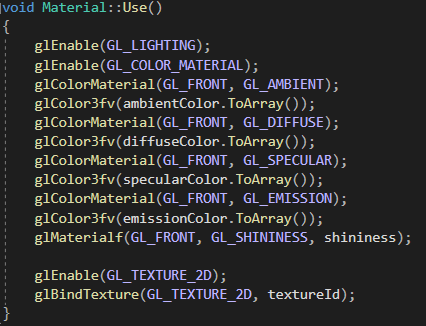 void Material::Use()
{
glEnable(GL_LIGHTING);
glEnable(GL_COLOR_MATERIAL);
glColorMaterial(GL_FRONT, GL_AMBIENT);
glColor3fv(ambientColor.ToArray());
glColorMaterial(GL_FRONT, GL_DIFFUSE);
glColor3fv(diffuseColor.ToArray());
glColorMaterial(GL_FRONT, GL_SPECULAR);
glColor3fv(specularColor.ToArray());
glColorMaterial(GL_FRONT, GL_EMISSION);
glColor3fv(emissionColor.ToArray());
glMaterialf(GL_FRONT, GL_SHININESS, shininess);
glEnable(GL_TEXTURE_2D);
glBindTexture(GL_TEXTURE_2D, textureId);
}